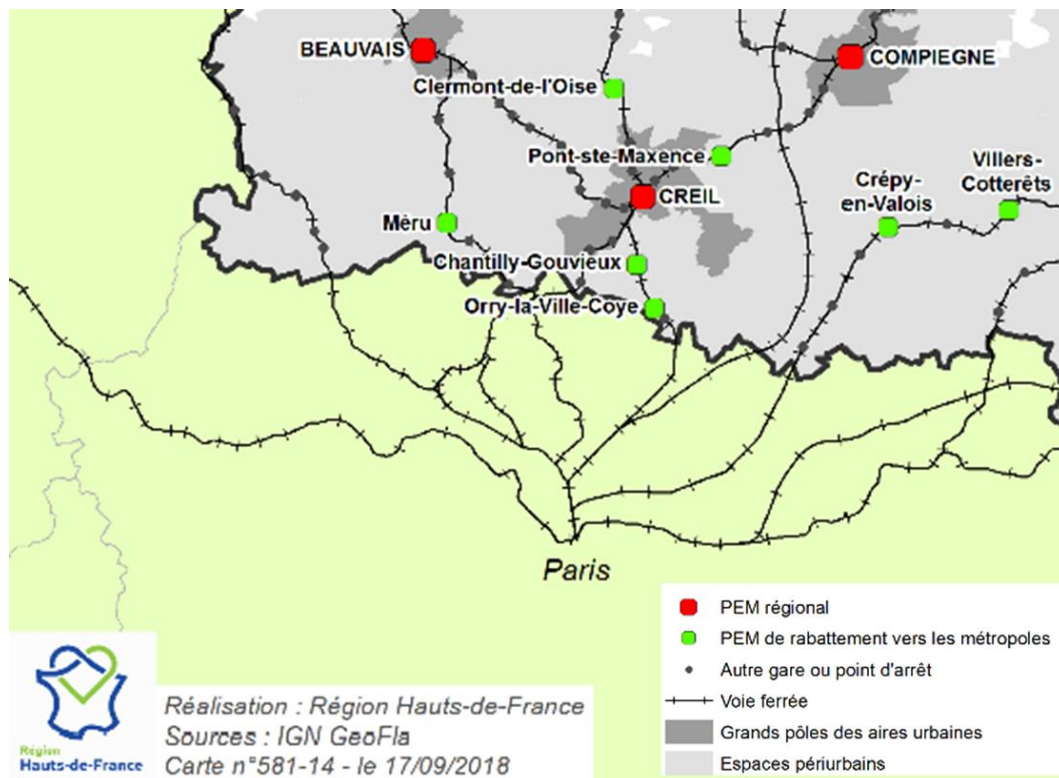 BEAUVAIS
COMPIEGNE
Clermont-de-l'Oise
Pont-ste-Maxence
Villers-
Cotterêts
Crépy-
en-Valois
CREIL
Méru
Chantilly-Gouvieux
Orry-la-Ville-Coye
Paris
PEM régional
PEM de rabattement vers les métropoles
Autre gare ou point d'arrêt
Voie ferrée
Grands pôles des aires urbaines
Espaces périurbains
Région
Hauts-de-France
Réalisation : Région Hauts-de-France
Sources : IGN GeoFla
Carte n°581-14 - le 17/09/2018